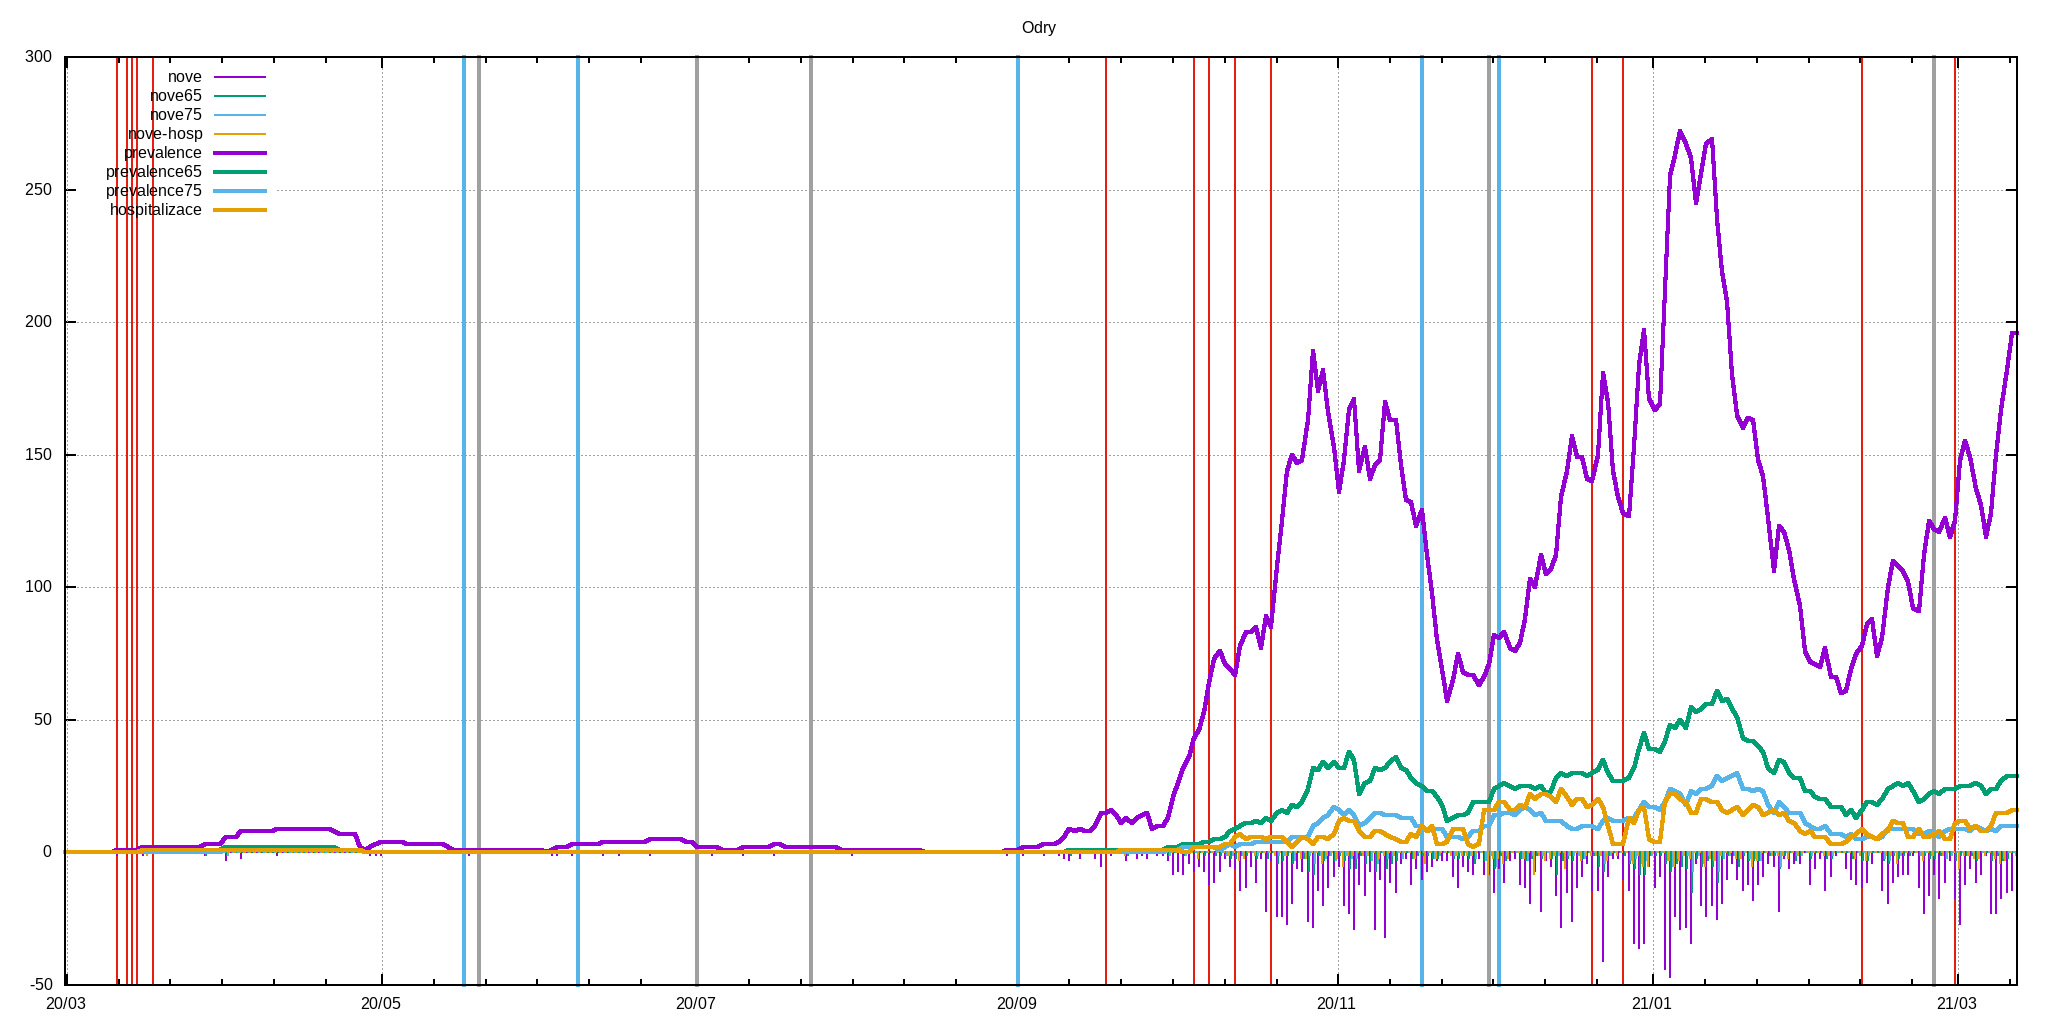 Odry
300
250
200
150
100
50
0
-50
nove
nove65
nove75
nove-hosp
prevalence
prevalence65
prevalence75
hospitalizace
20/03 20/05 20/07 20/09 20/11 21/01 21/03